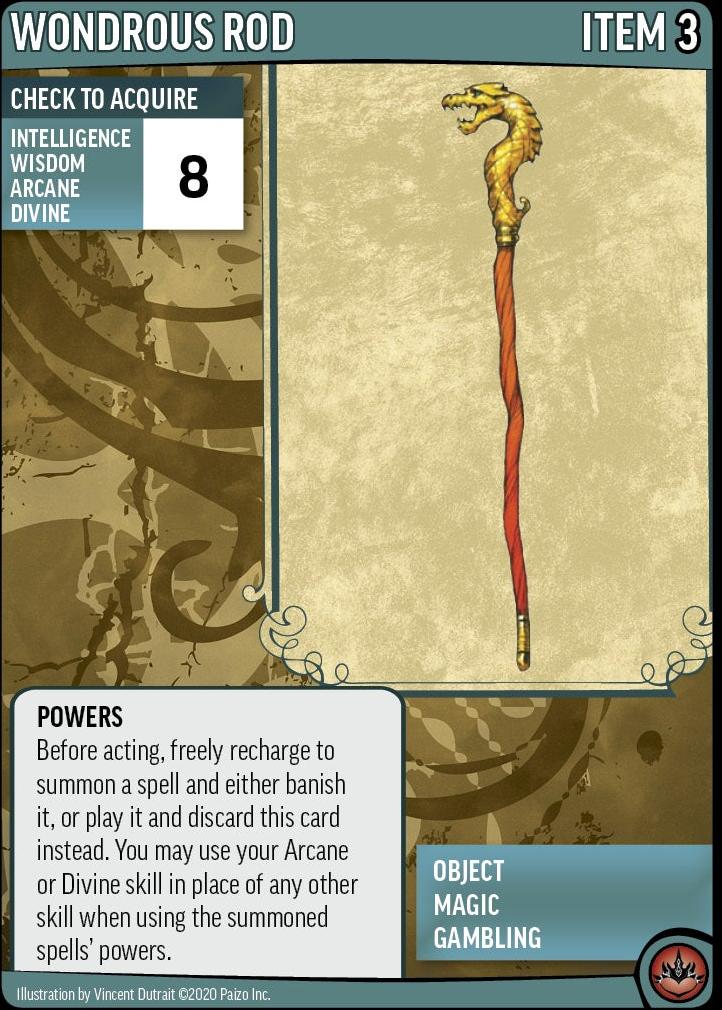 WONDROUS ROD
ITEM 3
CHECK TO ACQUIRE
INTELLIGENCE
WISDOM
ARCANE
DIVINE
8
POWERS
Before acting, freely recharge to
summon a spell and either banish
it, or play it and discard this card
instead. You may use your Arcane
or Divine skill in place of any other
skill when using the summoned
spells’ powers.
OBJECT
MAGIC
GAMBLING
Illustration by Vincent Dutrait ©2020 Paizo Inc.